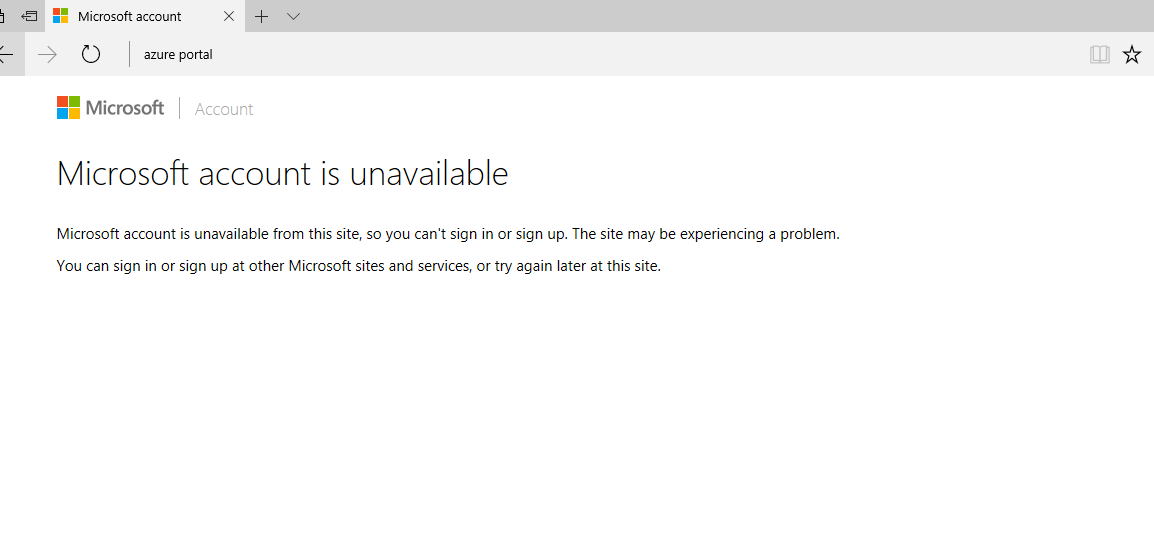 Microsoft account
azure portal
Microsoft Account
Microsoft account is unavailable
Microsoft account is unavailable from this site, so you can't sign in or sign up. The site may be experiencing a problem.
You can sign in or sign up at other Microsoft sites and services, or try again later at this site.